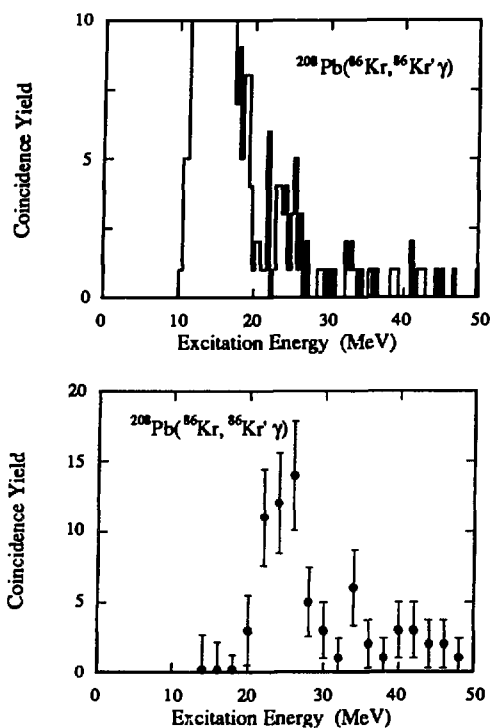 10
²⁰⁸Pb(⁸⁶Kr, ⁸⁶Kr' γ)
Coincidence Yield
5
0
0 10 20 30 40 50
Excitation Energy (MeV)
20
²⁰⁸Pb(⁸⁶Kr, ⁸⁶Kr' γ)
15
Coincidence Yield
10
5
0
0 10 20 30 40 50
Excitation Energy (MeV)